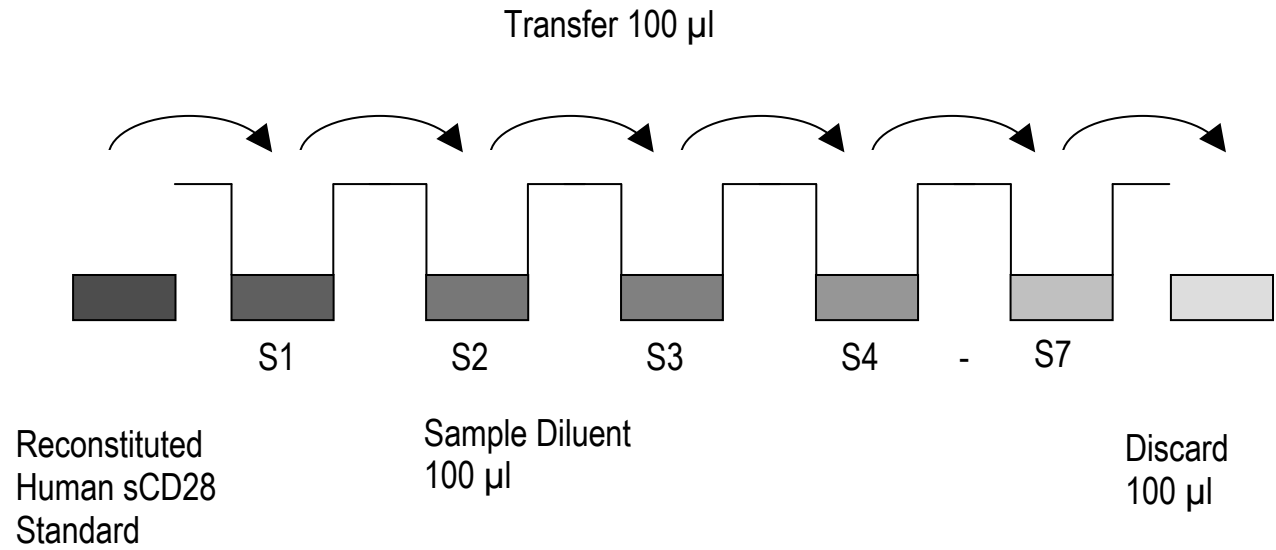 Transfer 100 µl
S1 S2 S3 S4 - S7
Reconstituted
Human sCD28
Standard
Sample Diluent
100 µl
Discard
100 µl